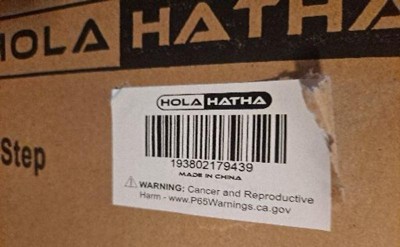 HOLA HATHA
Step
HOLA HATHA
193802179439
MADE IN CHINA
WARNING: Cancer and Reproductive
Harm - www.P65Warnings.ca.gov